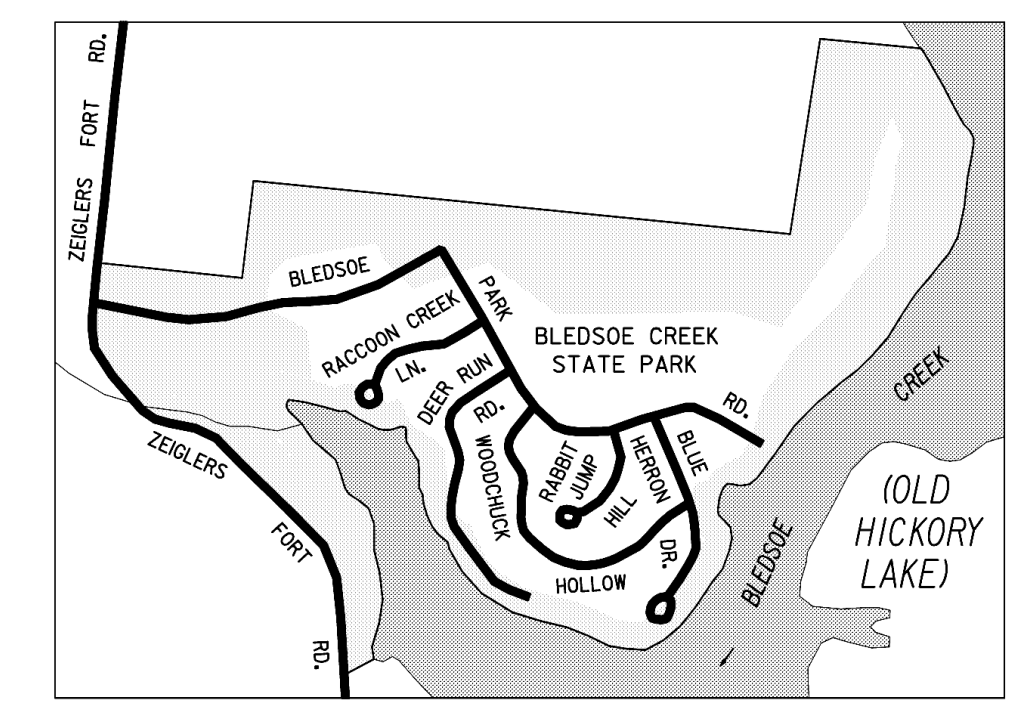 ZEIGLERS FORT RD.
BLEDSOE
PARK
RD.
RACCOON CREEK
LN.
DEER RUN
RD.
BLEDSOE CREEK
STATE PARK
WOODCHUCK
HOLLOW
RABBIT
JUMP
HILL
BLUE
HERRON
DR.
ZEIGLERS
FORT
RD.
BLEDSOE
CREEK
(OLD
HICKORY
LAKE)